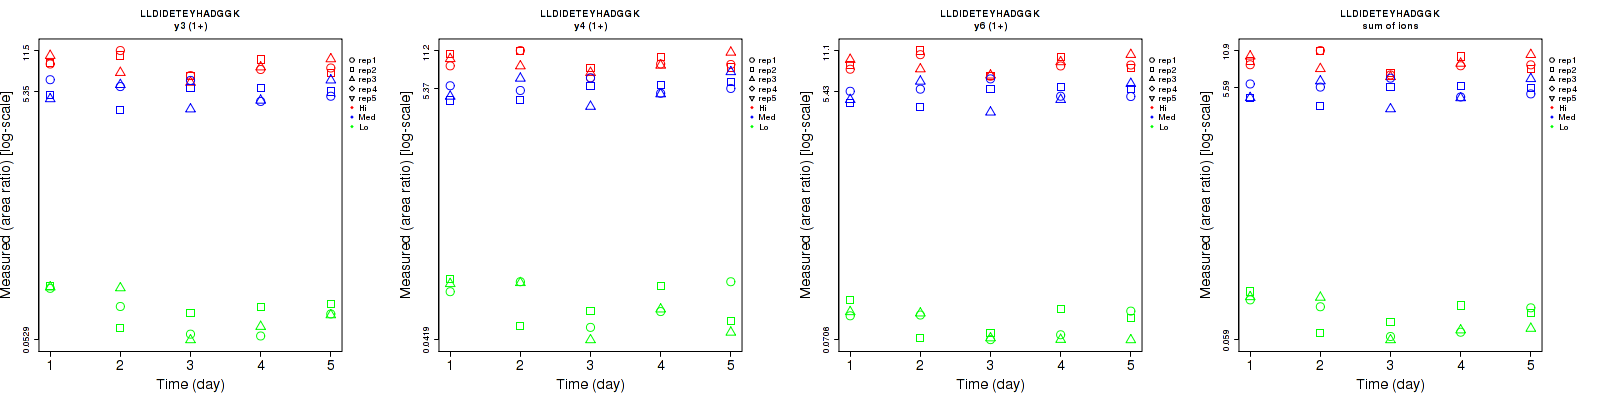 LLDIDETEYHADGGK
y3 (1+)
Measured (area ratio) [log-scale]
11.5
5.35
0.0529
1 2 3 4 5
Time (day)
rep1
rep2
rep3
rep4
rep5
Hi
Med
Lo
LLDIDETEYHADGGK
y4 (1+)
Measured (area ratio) [log-scale]
11.2
5.37
0.0419
1 2 3 4 5
Time (day)
rep1
rep2
rep3
rep4
rep5
Hi
Med
Lo
LLDIDETEYHADGGK
y6 (1+)
Measured (area ratio) [log-scale]
11.1
5.43
0.0706
1 2 3 4 5
Time (day)
rep1
rep2
rep3
rep4
rep5
Hi
Med
Lo
LLDIDETEYHADGGK
sum of ions
Measured (area ratio) [log-scale]
10.9
5.59
0.059
1 2 3 4 5
Time (day)
rep1
rep2
rep3
rep4
rep5
Hi
Med
Lo